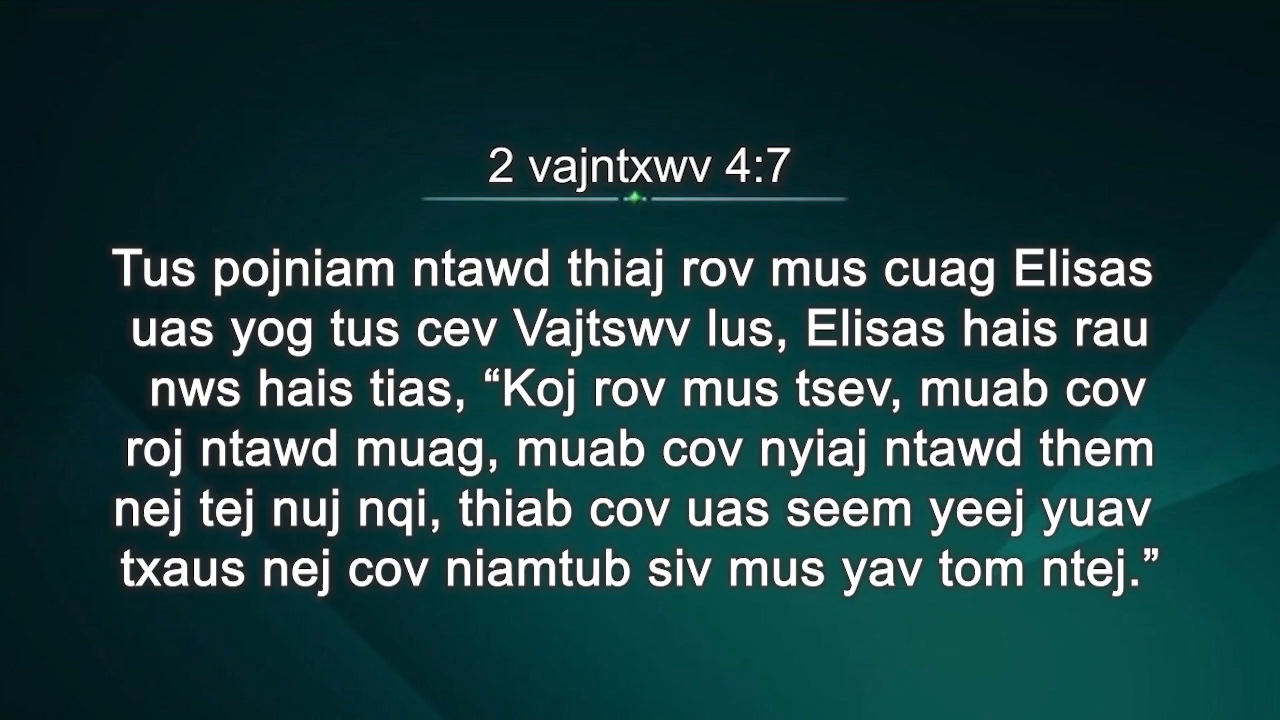 2 vajntxwv 4:7
Tus pojniam ntawd thiaj rov mus cuag Elisas
uas yog tus cev Vajtswv lus, Elisas hais rau
nws hais tias, “Koj rov mus tsev, muab cov
roj ntawd muag, muab cov nyiaj ntawd them
nej tej nuj nqi, thiab cov uas seem yeej yuav
txaus nej cov niamtub siv mus yav tom ntej.”